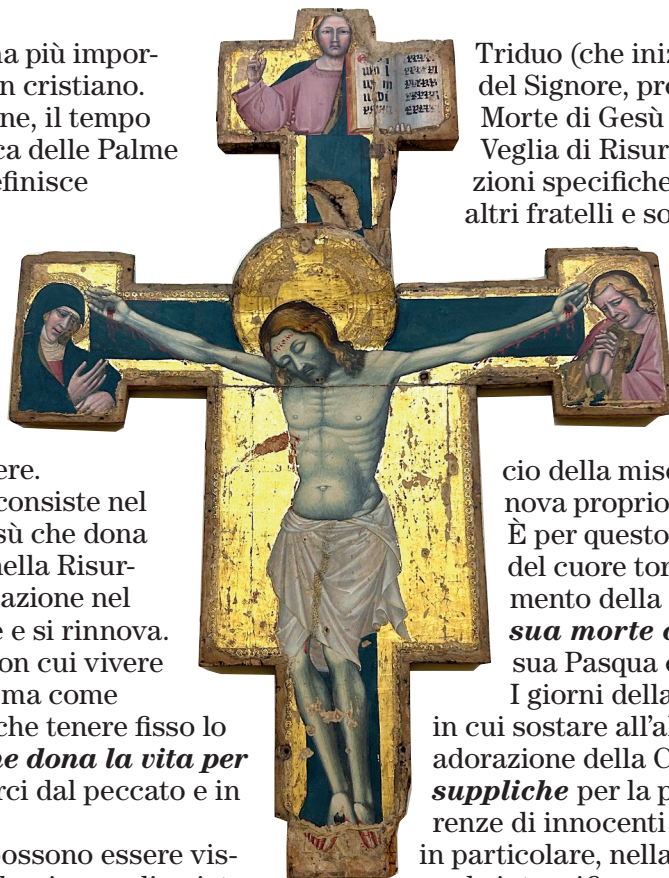 na più impor-
n cristiano.
ne, il tempo
ca delle Palme
efinisce
ere.
consiste nel
sù che dona
nella Risur-
azione nel
e e si rinnova.
on cui vivere
ma come
che tenere fisso lo
ne dona la vita per
rci dal peccato e in
possono essere vis-
Triduo (che iniz
del Signore, pro
Morte di Gesù
Veglia di Risur
zioni specifiche
altri fratelli e so
cio della mise
nova proprio
È per questo
del cuore tor
mento della
sua morte
sua Pasqua
I giorni della
in cui sostare all'al
adorazione della C
suppliche per la p
renze di innocenti
in particolare, nella